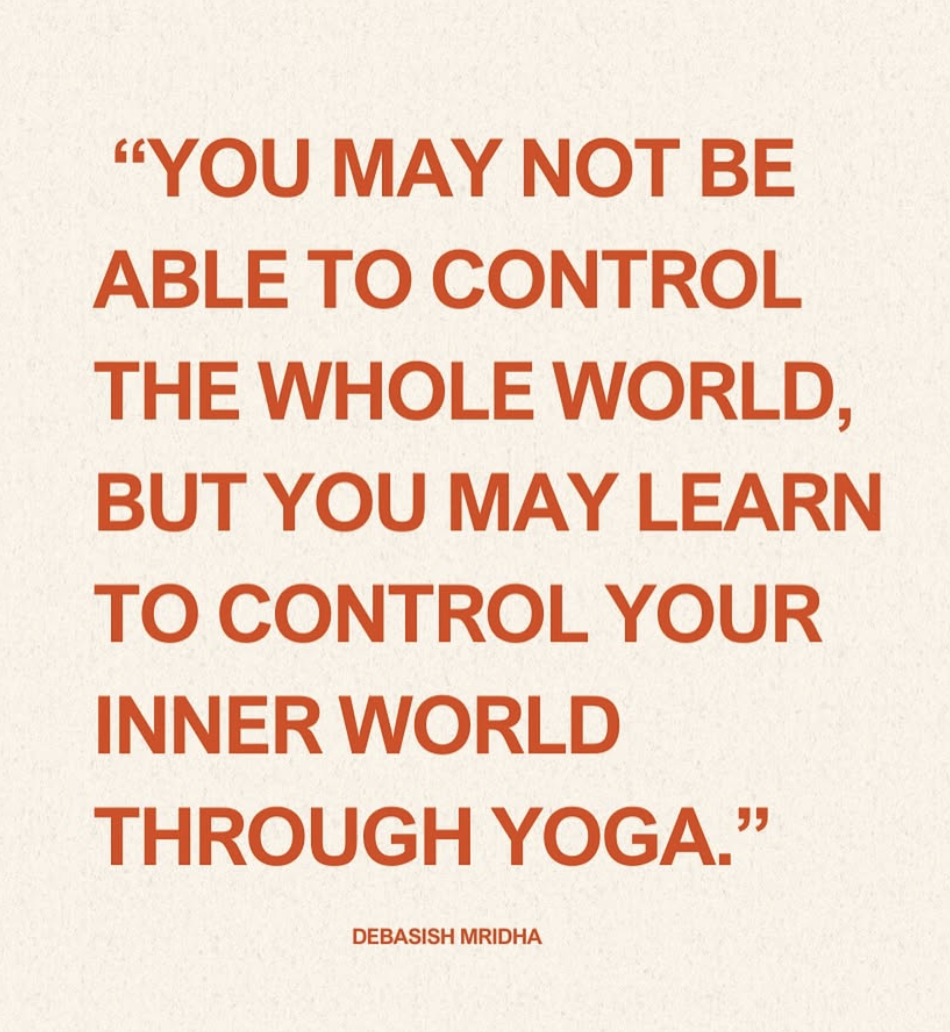 “YOU MAY NOT BE
ABLE TO CONTROL
THE WHOLE WORLD,
BUT YOU MAY LEARN
TO CONTROL YOUR
INNER WORLD
THROUGH YOGA.”
DEBASISH MRIDHA